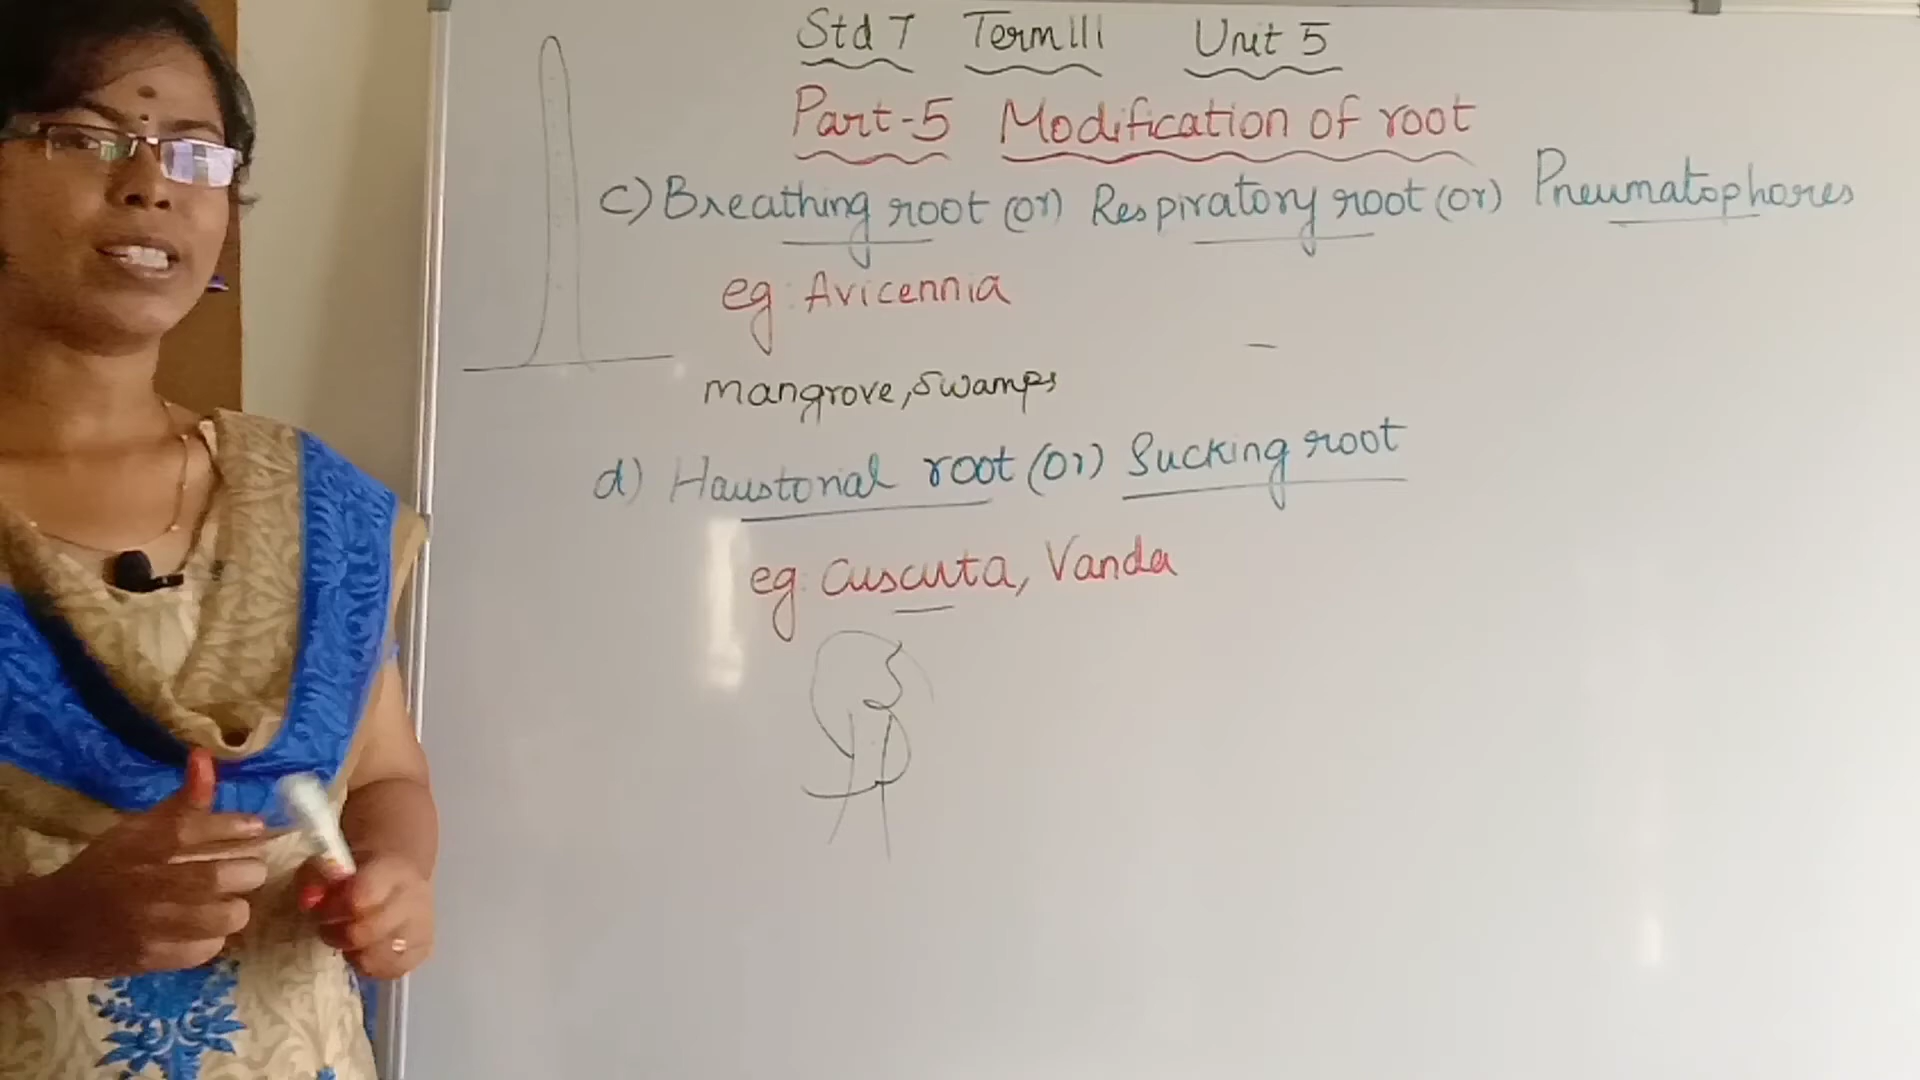 Std 7 Term III Unit 5
Part-5 Modification of root
c) Breathing root (or) Respiratory root (or) Pneumatophores
eg: Avicennia
mangrove, swamps
d) Haustorial root (or) Sucking root
eg: Cuscuta, Vanda